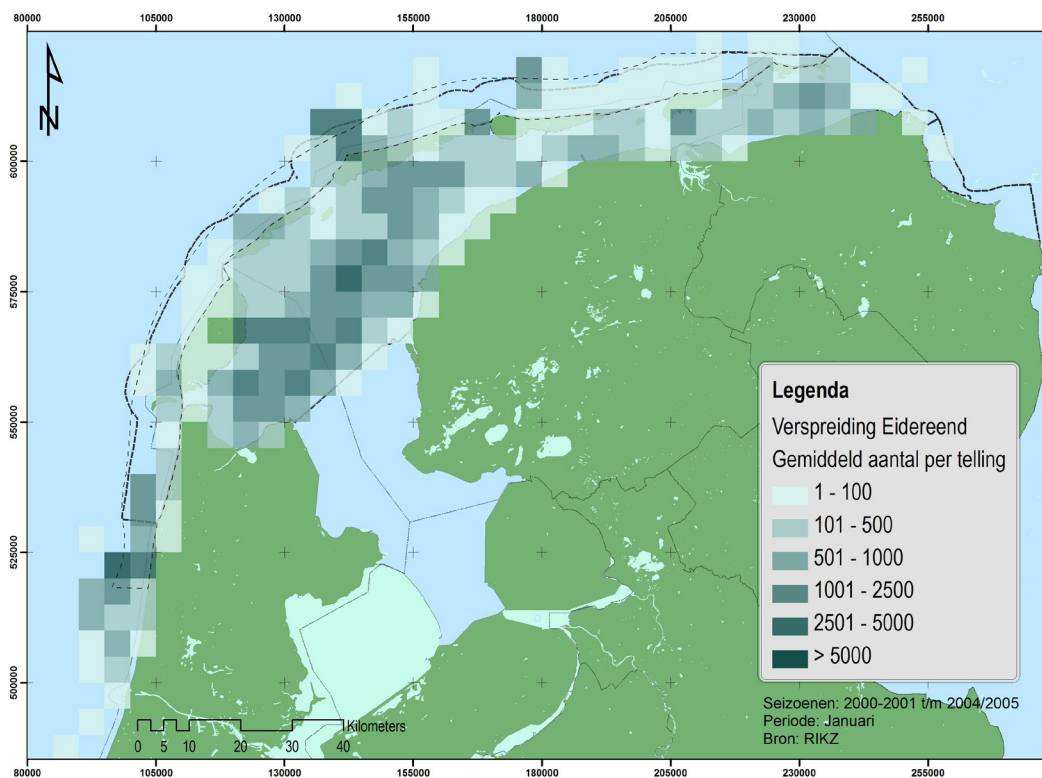 80000 105000 130000 155000 180000 205000 230000 255000
N
600000
575000
550000
525000
500000
Legenda
Verspreiding Eidereend
Gemiddeld aantal per telling
1 - 100
101 - 500
501 - 1000
1001 - 2500
2501 - 5000
> 5000
Seizoenen: 2000-2001 t/m 2004/2005
Periode: Januari
Bron: RIKZ
Kilometers
0 5 10 20 30 40
80000 105000 130000 155000 180000 205000 230000 255000